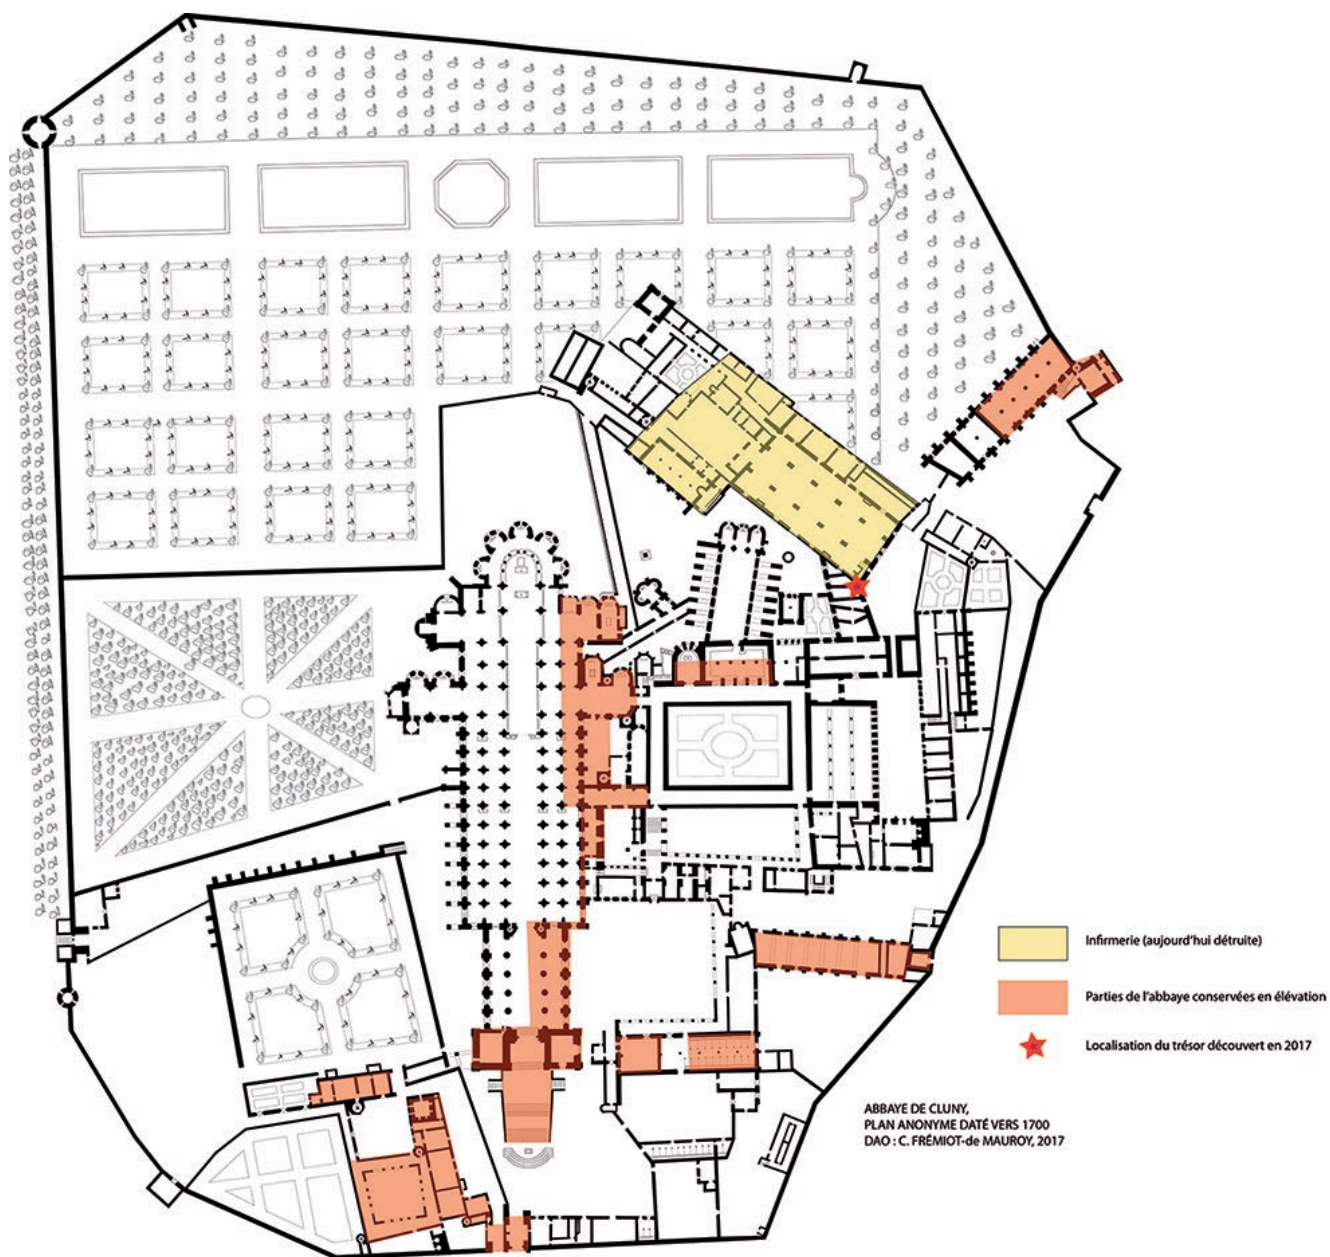 Infirmerie (aujourd'hui détruite)
Parties de l'abbaye conservées en élévation
Localisation du trésor découvert en 2017
ABBAYE DE CLUNY,
PLAN ANONYME DATÉ VERS 1700
DAO : C. FRÉMIOT-de MAUROY, 2017